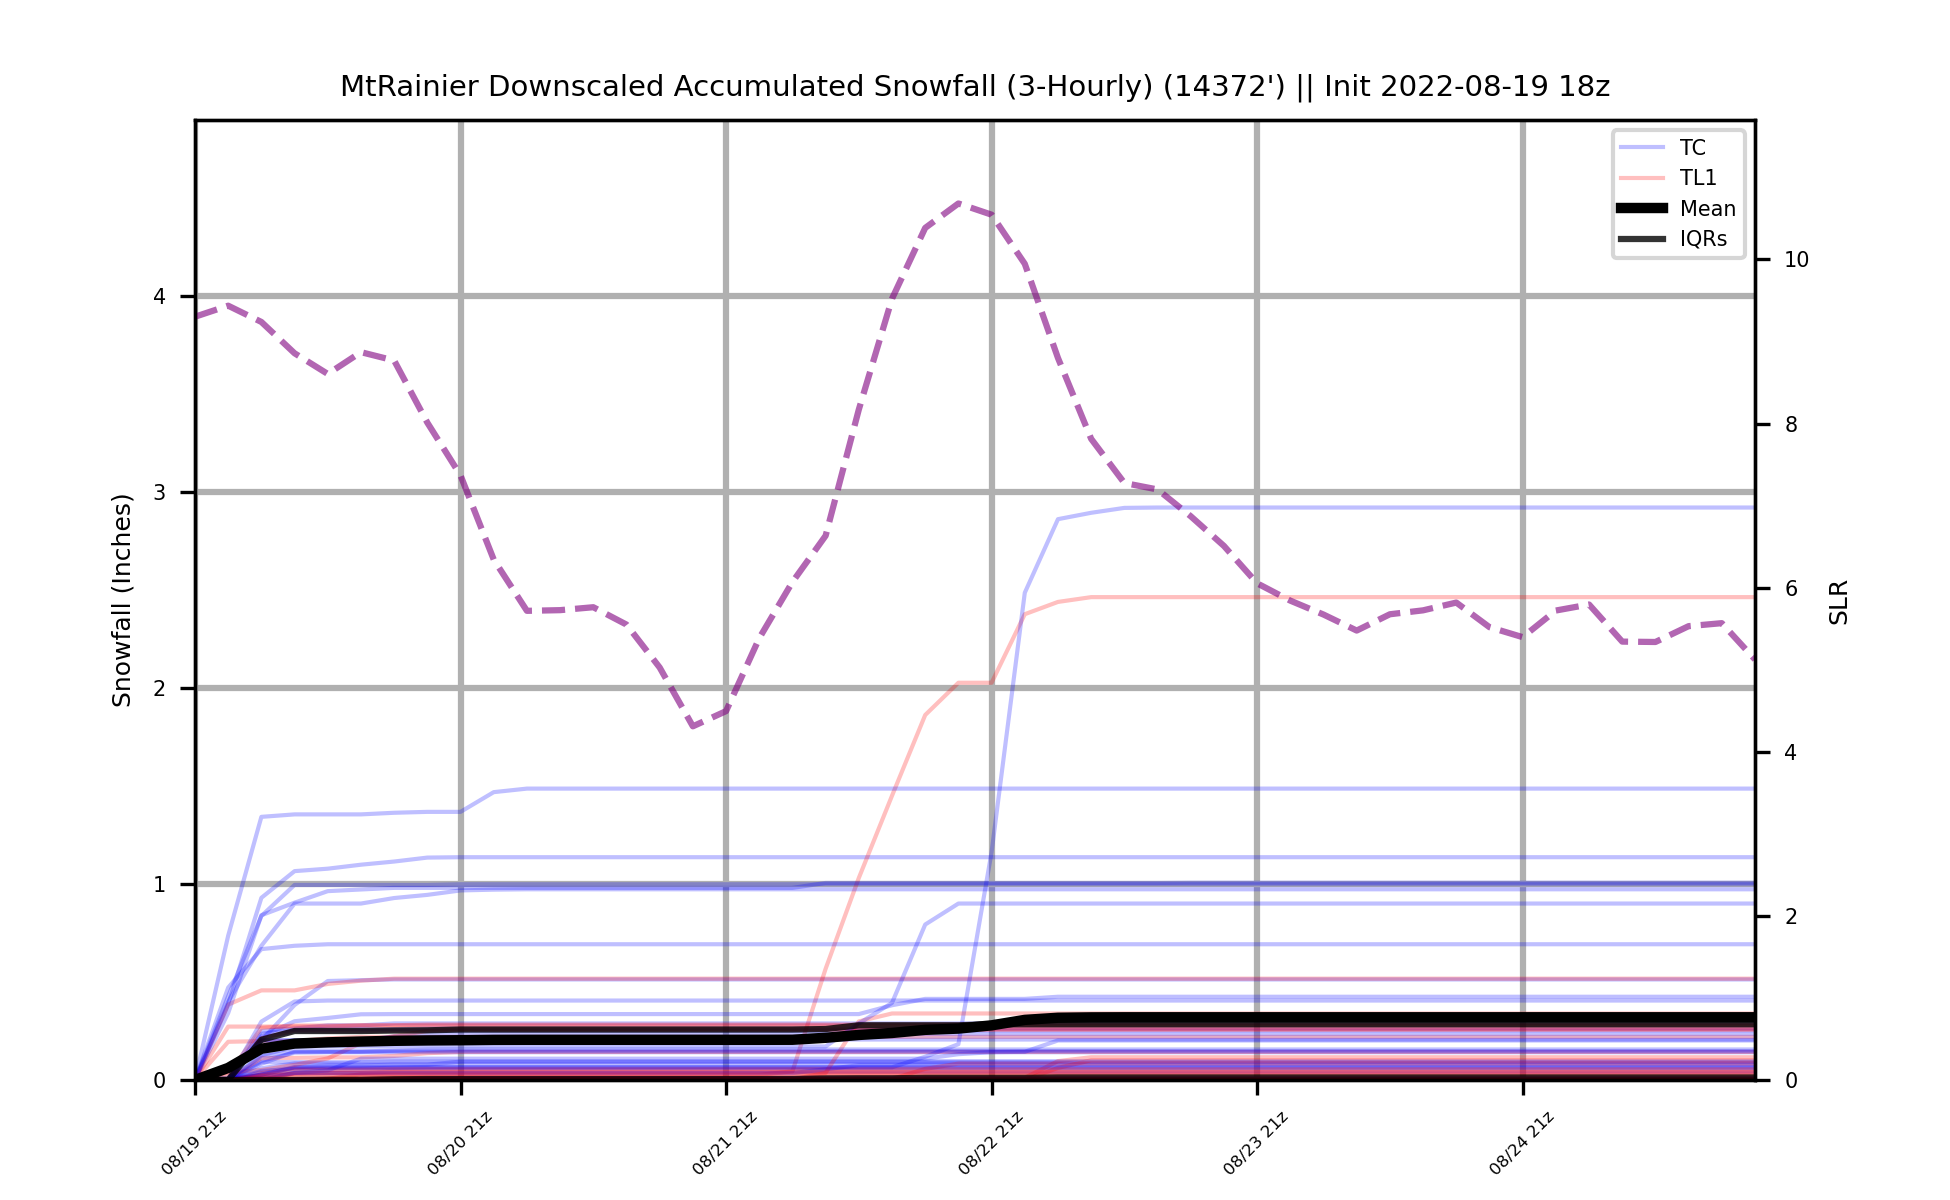 MtRainier Downscaled Accumulated Snowfall (3-Hourly) (14372') || Init 2022-08-19 18z
TC
TL1
Mean
IQRs
Snowfall (Inches)
4
3
2
1
0
SLR
10
8
6
4
2
0
08/19 21z
08/20 21z
08/21 21z
08/22 21z
08/23 21z
08/24 21z